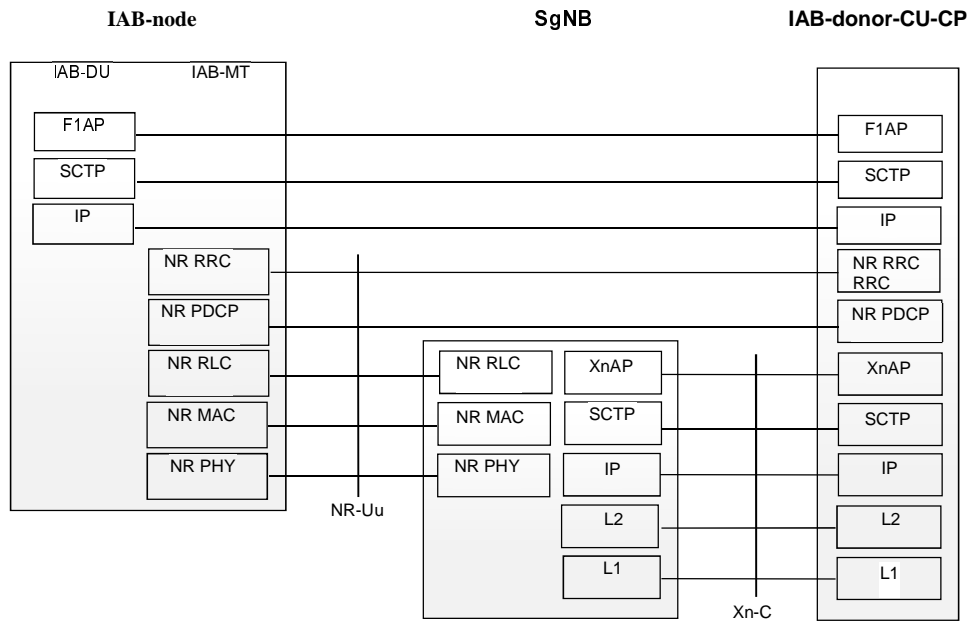 IAB-node
SgNB
IAB-donor-CU-CP
IAB-DU
IAB-MT
F1AP
F1AP
SCTP
SCTP
IP
IP
NR RRC
NR RRC
RRC
NR PDCP
NR PDCP
NR RLC
NR RLC
XnAP
XnAP
NR MAC
NR MAC
SCTP
SCTP
NR PHY
NR PHY
IP
IP
NR-Uu
L2
L2
L1
L1
Xn-C